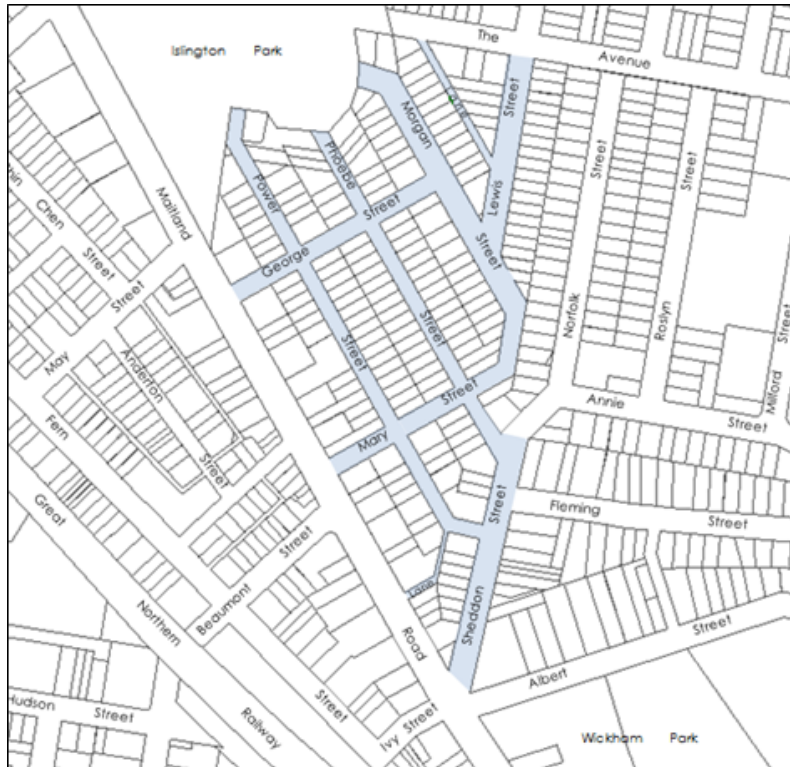 Islington Park
The Avenue
Morgan Street
Lane
Street
Lewis
Phoebe Street
Power Street
George Street
Maitland Road
Chen Street
May Street
Anderton Street
Fern Street
Great Northern Railway
Beaumont Street
Hudson Street
Ivy Street
Norfolk Street
Roslyn Street
Milford Street
Annie Street
Mary Street
Fleming Street
Sheddon Street
Lane
Albert Street
Wickham Park